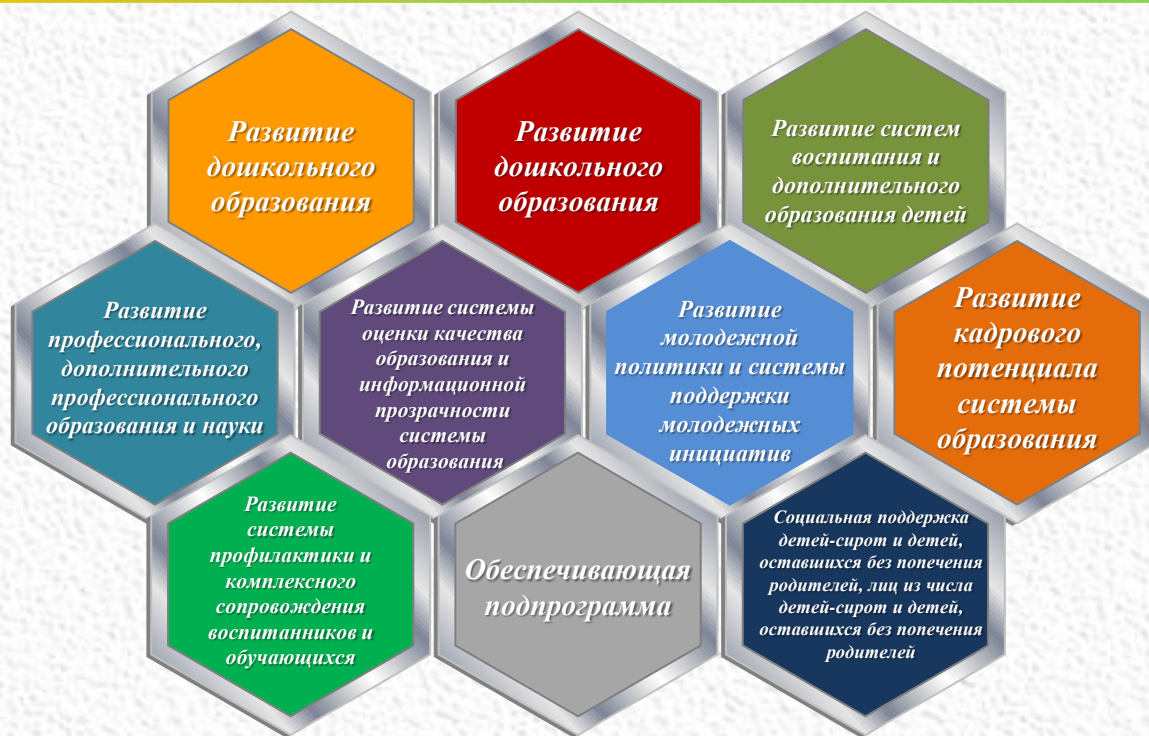 Развитие
дошкольного
образования
Развитие
дошкольного
образования
Развитие систем
воспитания и
дополнительного
образования детей
Развитие
профессионального,
дополнительного
профессионального
образования и науки
Развитие системы
оценки качества
образования и
информационной
прозрачности
системы
образования
Развитие
молодежной
политики и системы
поддержки
молодежных
инициатив
Развитие
кадрового
потенциала
системы
образования
Развитие
системы
профилактики и
комплексного
сопровождения
воспитанников и
обучающихся
Обеспечивающая
подпрограмма
Социальная поддержка
детей-сирот и детей,
оставшихся без попечения
родителей, лиц из числа
детей-сирот и детей,
оставшихся без попечения
родителей